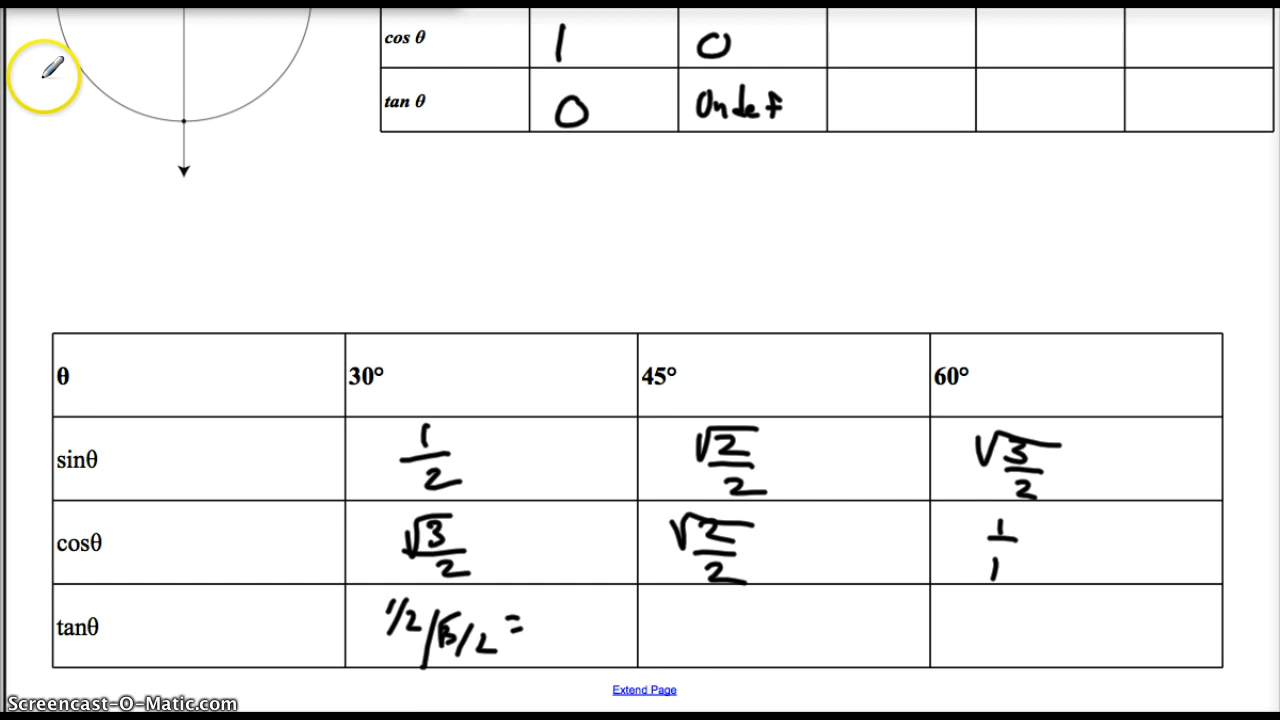 cos θ 1 0
tan θ 0 Undef
θ 30° 45° 60°
sinθ 1/2 √2/2 √3/2
cosθ √3/2 √2/2 1/1
tanθ 1/2/√3/2 =
Extend Page
Screencast-O-Matic.com